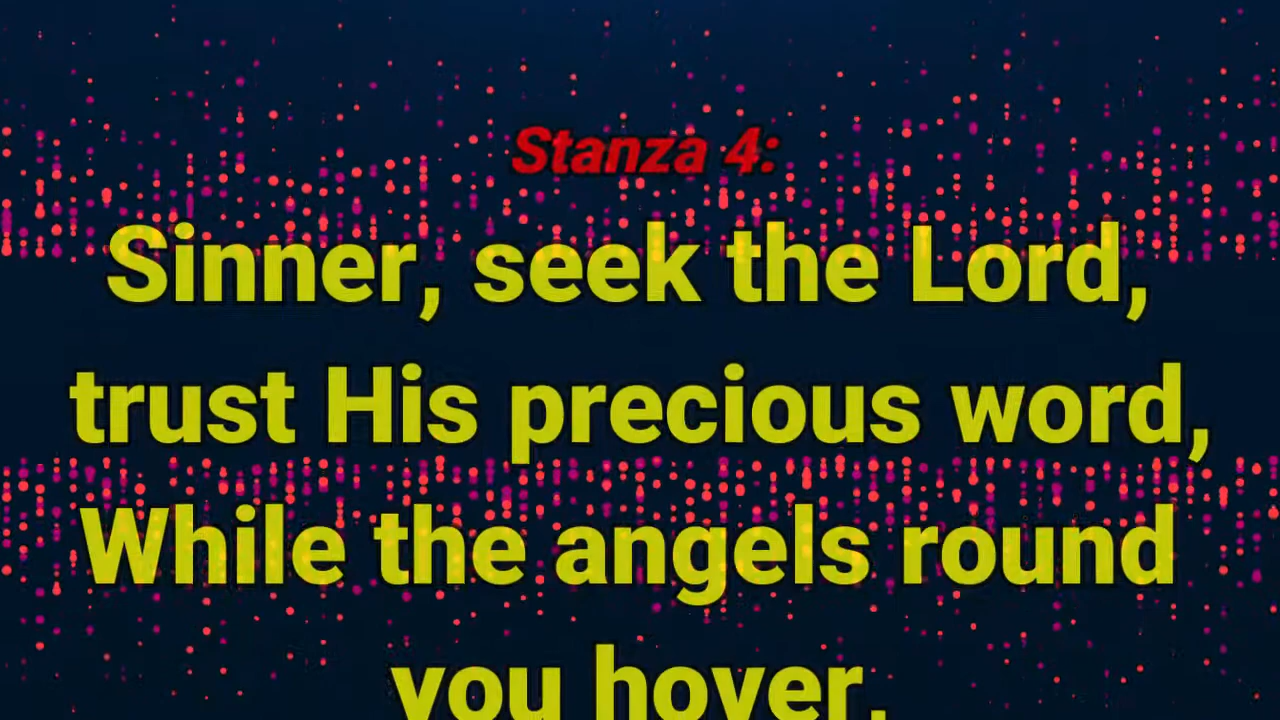 Stanza 4:
Sinner, seek the Lord,
trust His precious word,
While the angels round
you hover.